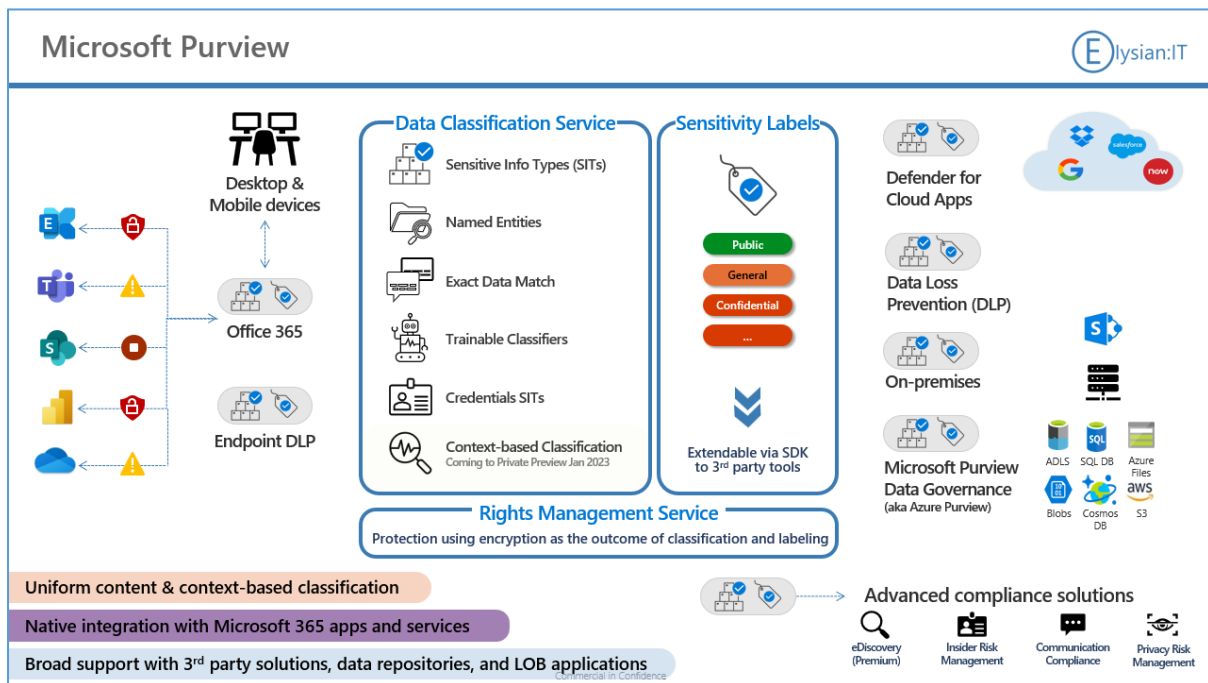 Microsoft Purview
E lysian:IT
Desktop &
Mobile devices
E
T
S
Office 365
Endpoint DLP
Data Classification Service
Sensitive Info Types (SITs)
Named Entities
Exact Data Match
Trainable Classifiers
Credentials SITs
Context-based Classification
Coming to Private Preview Jan 2023
Sensitivity Labels
Public
General
Confidential
...
Extendable via SDK
to 3rd party tools
Rights Management Service
Protection using encryption as the outcome of classification and labeling
Defender for
Cloud Apps
salesforce
G
now
Data Loss
Prevention (DLP)
S
On-premises
Microsoft Purview
Data Governance
(aka Azure Purview)
SQL
ADLS
SQL DB
Azure
Files
10
01
aws
Blobs
Cosmos
DB
S3
Uniform content & context-based classification
Native integration with Microsoft 365 apps and services
Broad support with 3rd party solutions, data repositories, and LOB applications
Commercial in Confidence
Advanced compliance solutions
eDiscovery
(Premium)
Insider Risk
Management
Communication
Compliance
Privacy Risk
Management